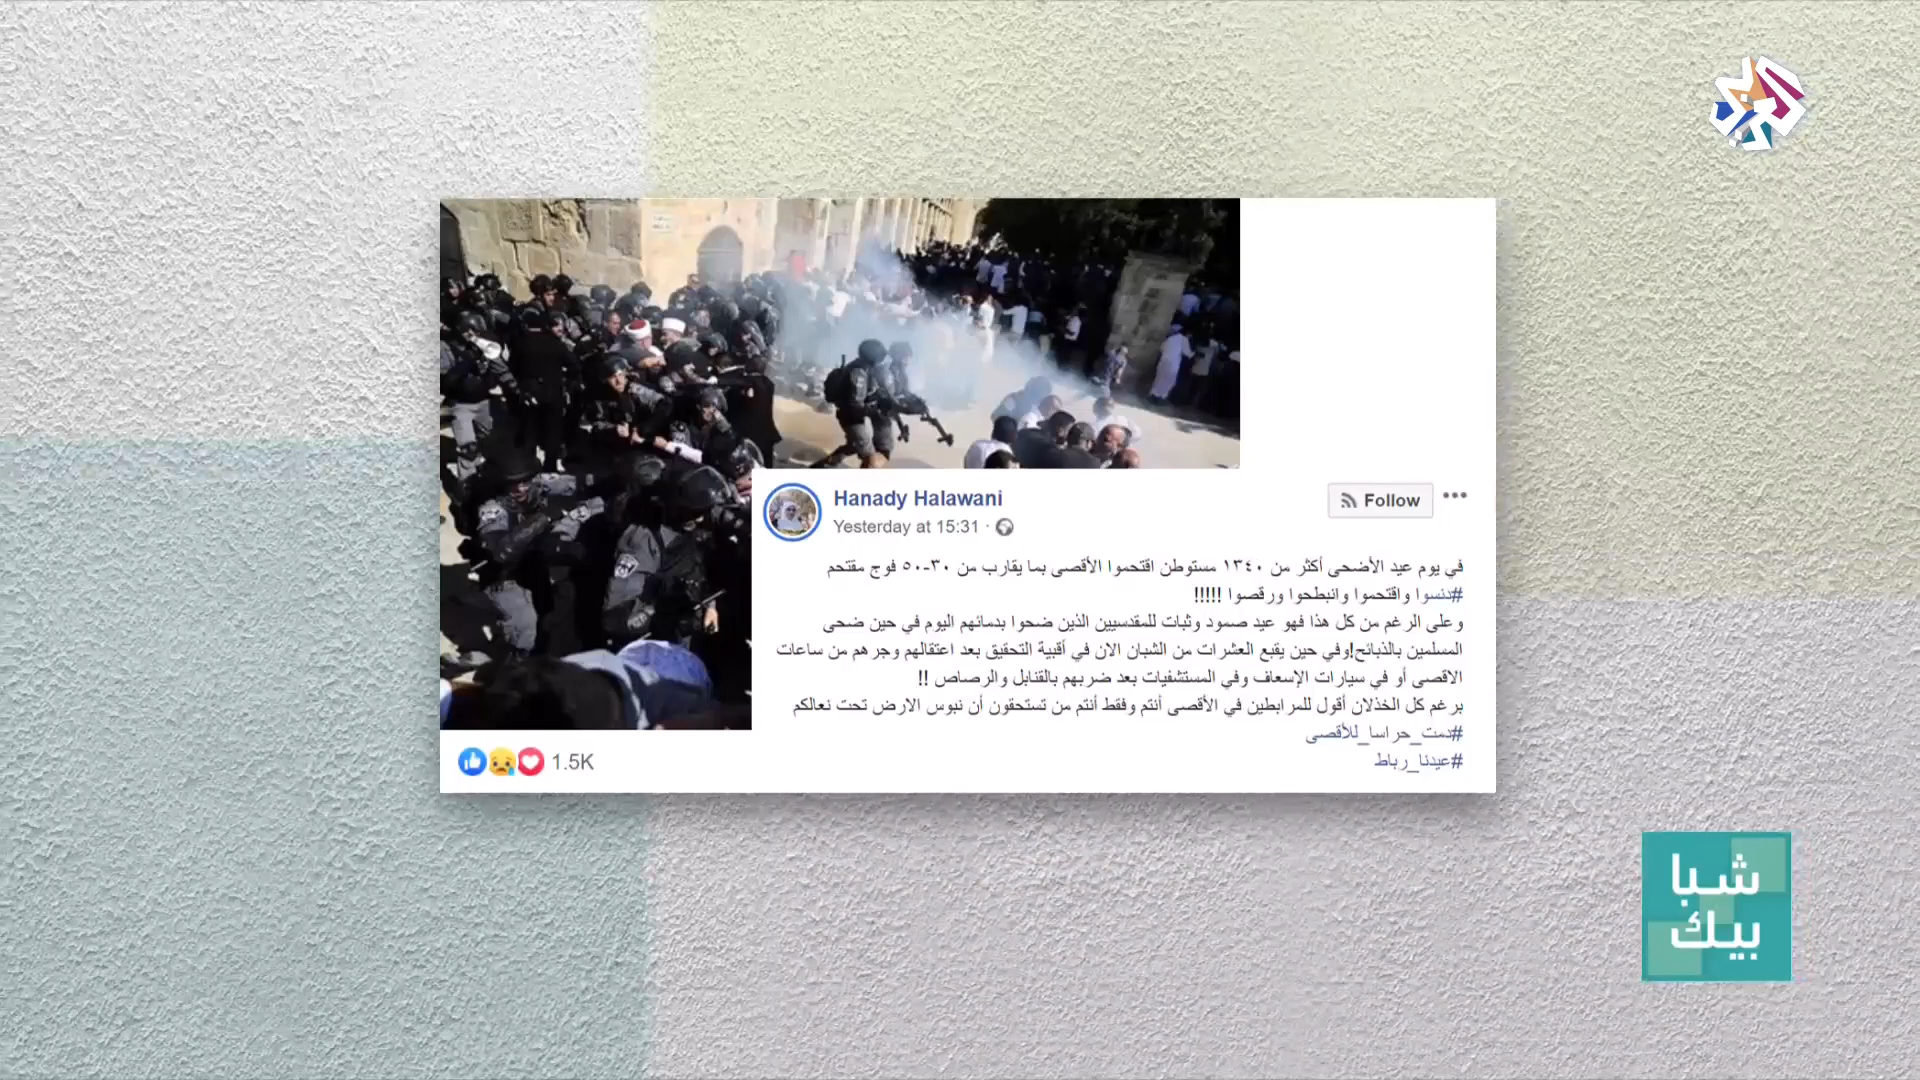 Hanady Halawani
Yesterday at 15:31 ·
Follow
في يوم عيد الأضحى أكثر من ١٣٤٠ مستوطن اقتحموا الأقصى بما يقارب من ٣٠-٥٠ فوج مقتحم
#دنسوا واقتحموا وانبطحوا ورقصوا !!!!!
وعلى الرغم من كل هذا فهو عيد صمود وثبات للمقدسيين الذين ضحوا بدمائهم اليوم في حين ضحى
المسلمين بالذبائح!وفي حين يقبع العشرات من الشبان الان في أقبية التحقيق بعد اعتقالهم وجرهم من ساعات
الاقصى أو في سيارات الإسعاف وفي المستشفيات بعد ضربهم بالقنابل والرصاص !!
برغم كل الخذلان أقول للمرابطين في الأقصى أنتم وفقط أنتم من تستحقون أن نبوس الارض تحت نعالكم
#دمت_حراسا_للأقصى
#عيدنا_رباط
1.5K
شبا
بيك